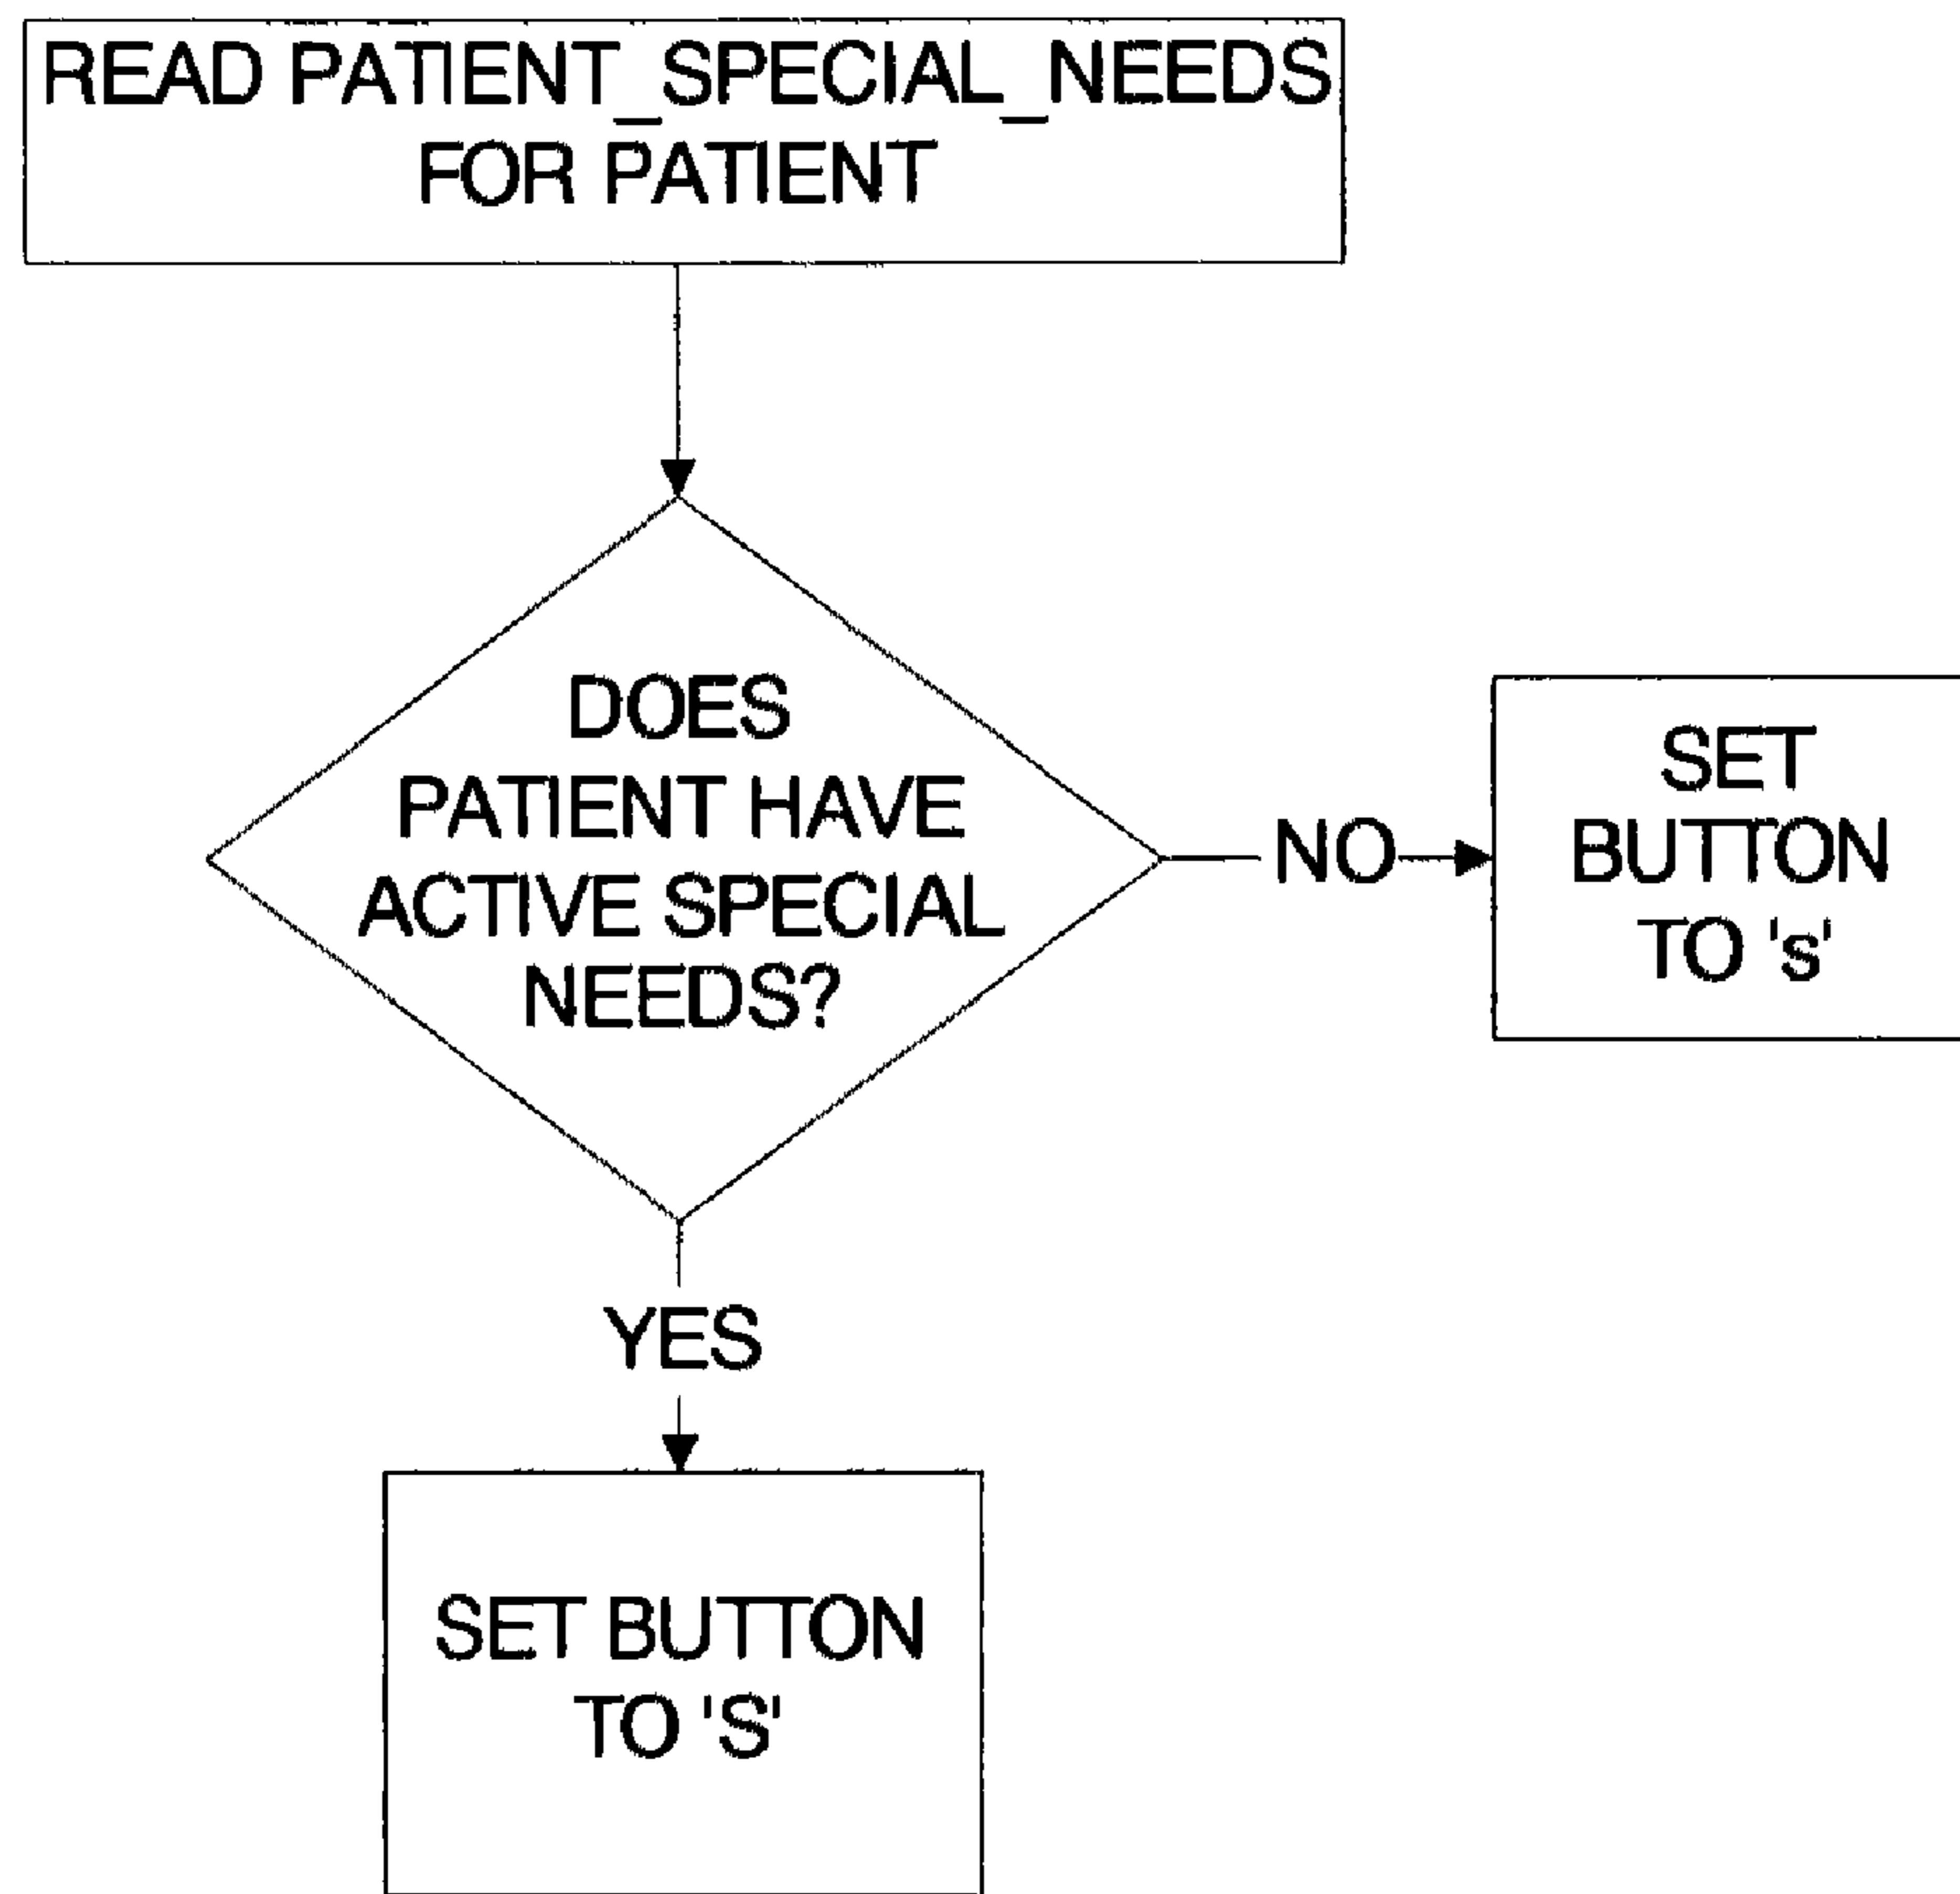 READ PATIENT_SPECIAL_NEEDS
FOR PATIENT
DOES
PATIENT HAVE
ACTIVE SPECIAL
NEEDS?
NO
SET
BUTTON
TO 's'
YES
SET BUTTON
TO 'S'